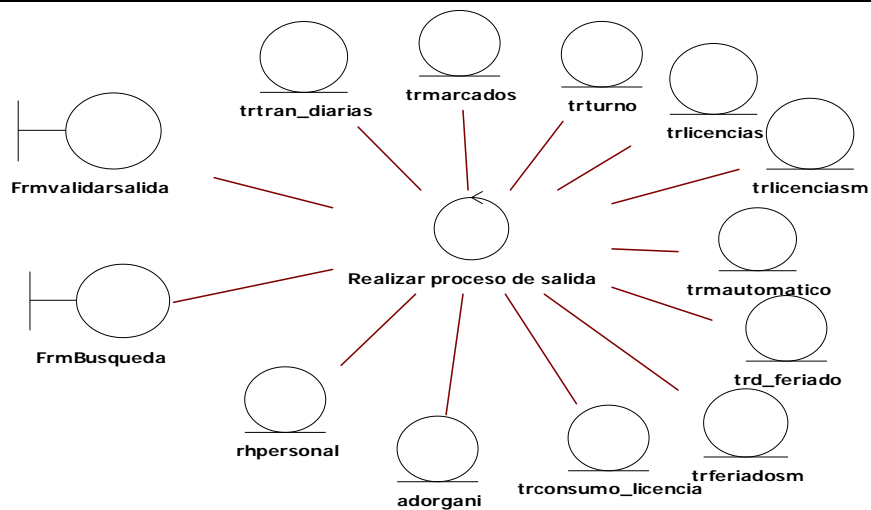 trtran_diarias
trmarcados
trturno
trlicencias
Frmvalidarsalida
trlicenciasm
Realizar proceso de salida
trmautomatico
FrmBusqueda
trd_feriado
rhpersonal
adorgani
trconsumo_licencia
trferiadosm